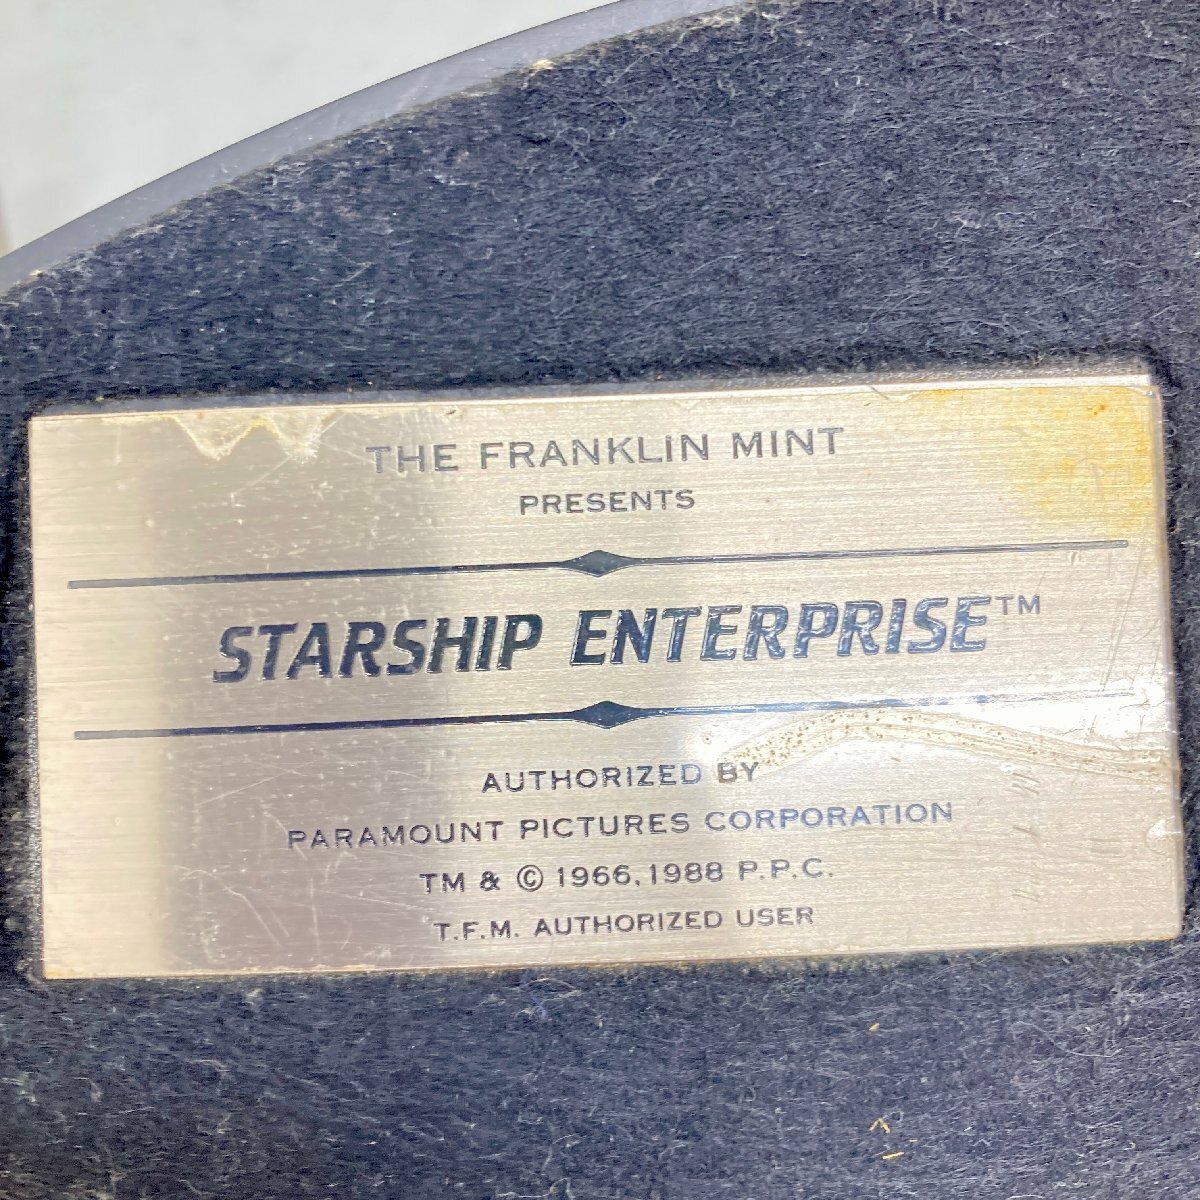 THE FRANKLIN MINT
PRESENTS
STARSHIP ENTERPRISE™
AUTHORIZED BY
PARAMOUNT PICTURES CORPORATION
TM & © 1966, 1988 P.P.C.
T.F.M. AUTHORIZED USER